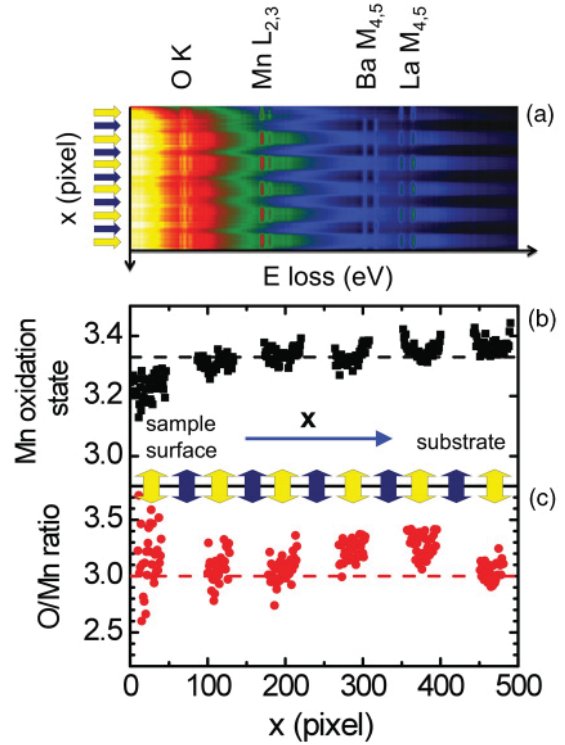 O K
Mn L2,3
Ba M4,5
La M4,5
(a)
x (pixel)
E loss (eV)
(b)
Mn oxidation
state
3.4
3.2
3.0
sample
surface
x
substrate
(c)
O/Mn ratio
3.5
3.0
2.5
0 100 200 300 400 500
x (pixel)